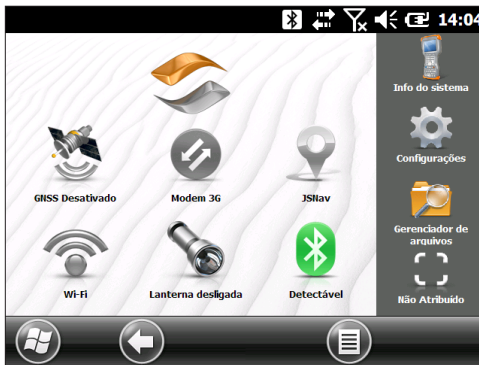 14:04
Info do sistema
GNSS Desativado
Modem 3G
JSNav
Configurações
Wi-Fi
Lanterna desligada
Detectável
Gerenciador de
arquivos
Não Atribuído